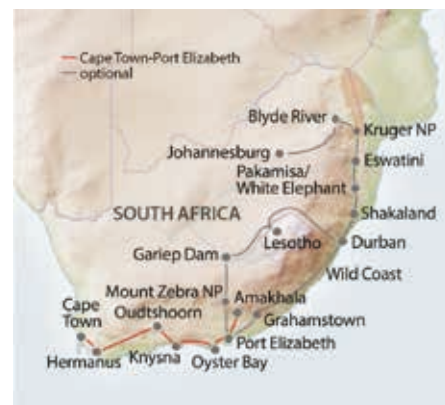 Cape Town-Port Elizabeth
optional
Blyde River
Kruger NP
Johannesburg
Eswatini
Pakamisa/
White Elephant
SOUTH AFRICA
Shakaland
Lesotho
Durban
Gariep Dam
Wild Coast
Mount Zebra NP
Amakhala
Oudtshoorn
Cape
Town
Grahamstown
Port Elizabeth
Hermanus
Knysna
Oyster Bay